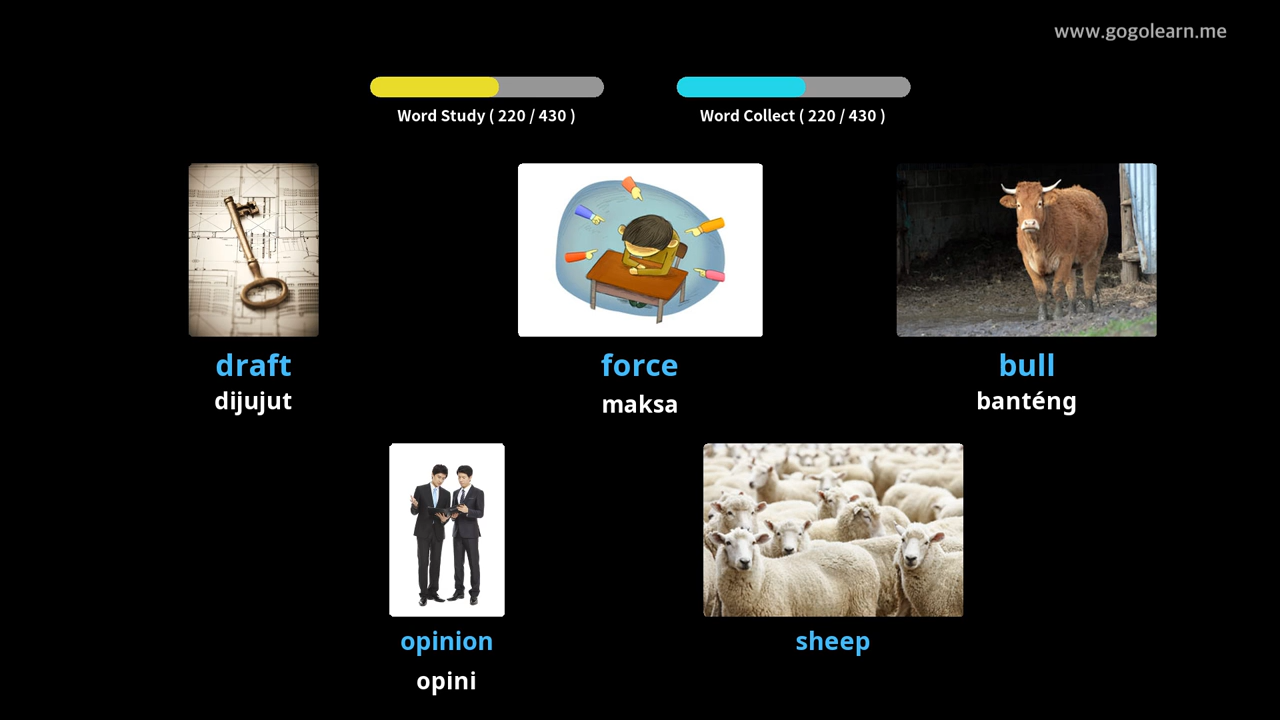 www.gogolearn.me
Word Study ( 220 / 430 )
Word Collect ( 220 / 430 )
draft
dijujut
force
maksa
bull
banténg
opinion
opini
sheep